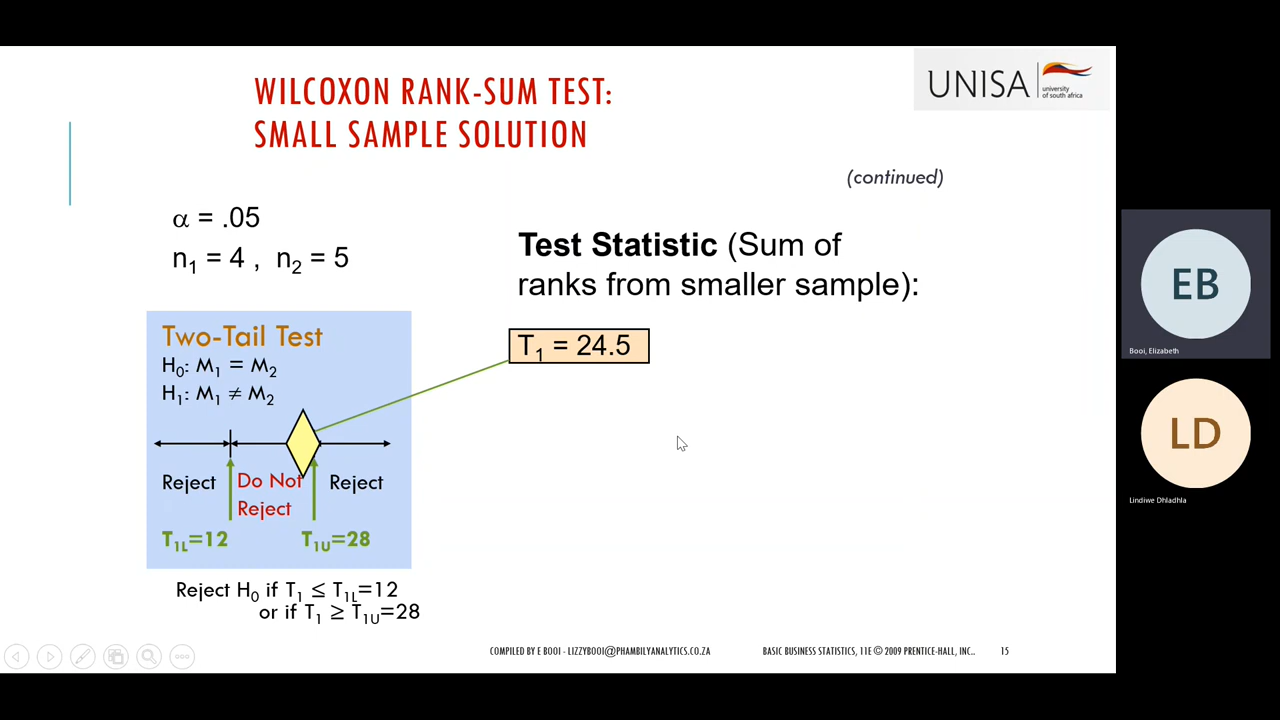 WILCOXON RANK-SUM TEST:
SMALL SAMPLE SOLUTION
UNISA
university
of south africa
(continued)
α = .05
n1 = 4 , n2 = 5
Test Statistic (Sum of
ranks from smaller sample):
T1 = 24.5
Two-Tail Test
H0: M1 = M2
H1: M1 ≠ M2
Reject
Do Not
Reject
Reject
T1L=12
T1U=28
Reject H0 if T1 ≤ T1L=12
or if T1 ≥ T1U=28
COMPILED BY E BOOI - LIZZYBOOI@PHAMBILYANALYTICS.CO.ZA
BASIC BUSINESS STATISTICS, 11E © 2009 PRENTICE-HALL, INC..
15
EB
Booi, Elizabeth
LD
Lindiwe Dhladhla